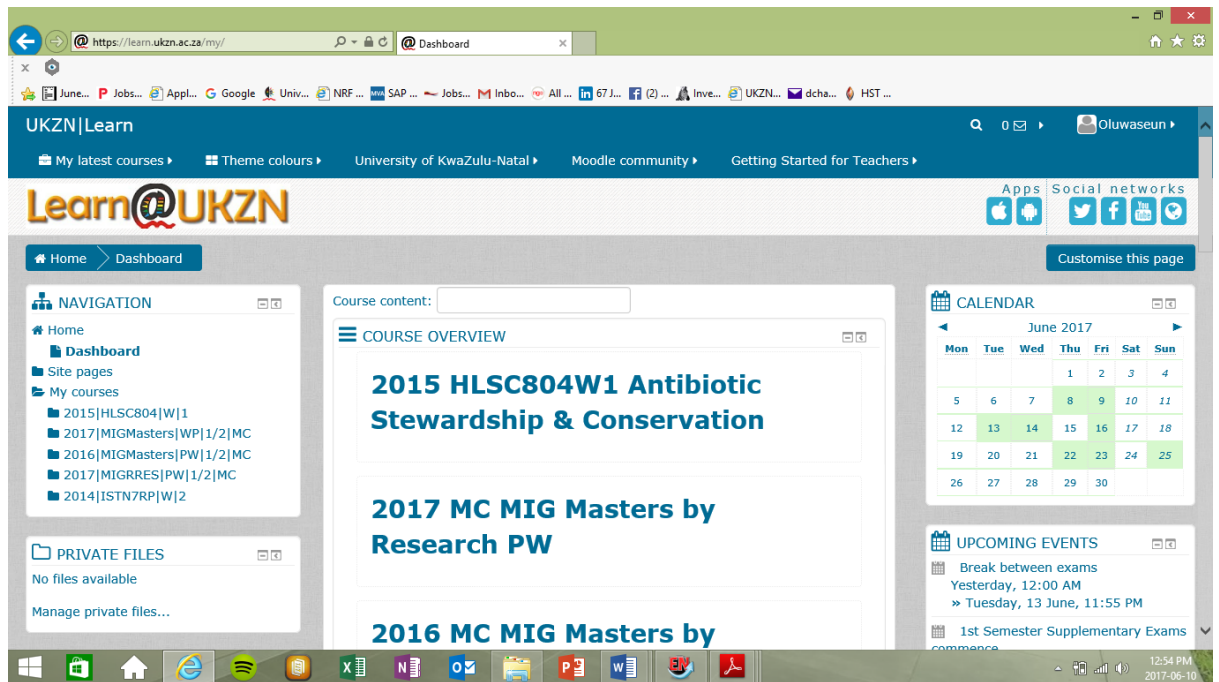 https://learn.ukzn.ac.za/my/
Dashboard
June... Jobs... Appl... Google Univ... NRF ... SAP ... Jobs... Inbo... All ... 67 J... (2) ... Inve... UKZN... dcha... HST ...
UKZN|Learn
0
Oluwaseun
My latest courses Theme colours University of KwaZulu-Natal Moodle community Getting Started for Teachers
Learn@UKZN
Apps Social networks
Home Dashboard
Customise this page
NAVIGATION
Home
Dashboard
Site pages
My courses
2015|HLSC804|W|1
2017|MIGMasters|WP|1/2|MC
2016|MIGMasters|PW|1/2|MC
2017|MIGRRES|PW|1/2|MC
2014|ISTN7RP|W|2
PRIVATE FILES
No files available
Manage private files...
Course content:
COURSE OVERVIEW
2015 HLSC804W1 Antibiotic
Stewardship & Conservation
2017 MC MIG Masters by
Research PW
2016 MC MIG Masters by
CALENDAR
June 2017
Mon Tue Wed Thu Fri Sat Sun
1 2 3 4
5 6 7 8 9 10 11
12 13 14 15 16 17 18
19 20 21 22 23 24 25
26 27 28 29 30
UPCOMING EVENTS
Break between exams
Yesterday, 12:00 AM
» Tuesday, 13 June, 11:55 PM
1st Semester Supplementary Exams
commence
12:54 PM
2017-06-10